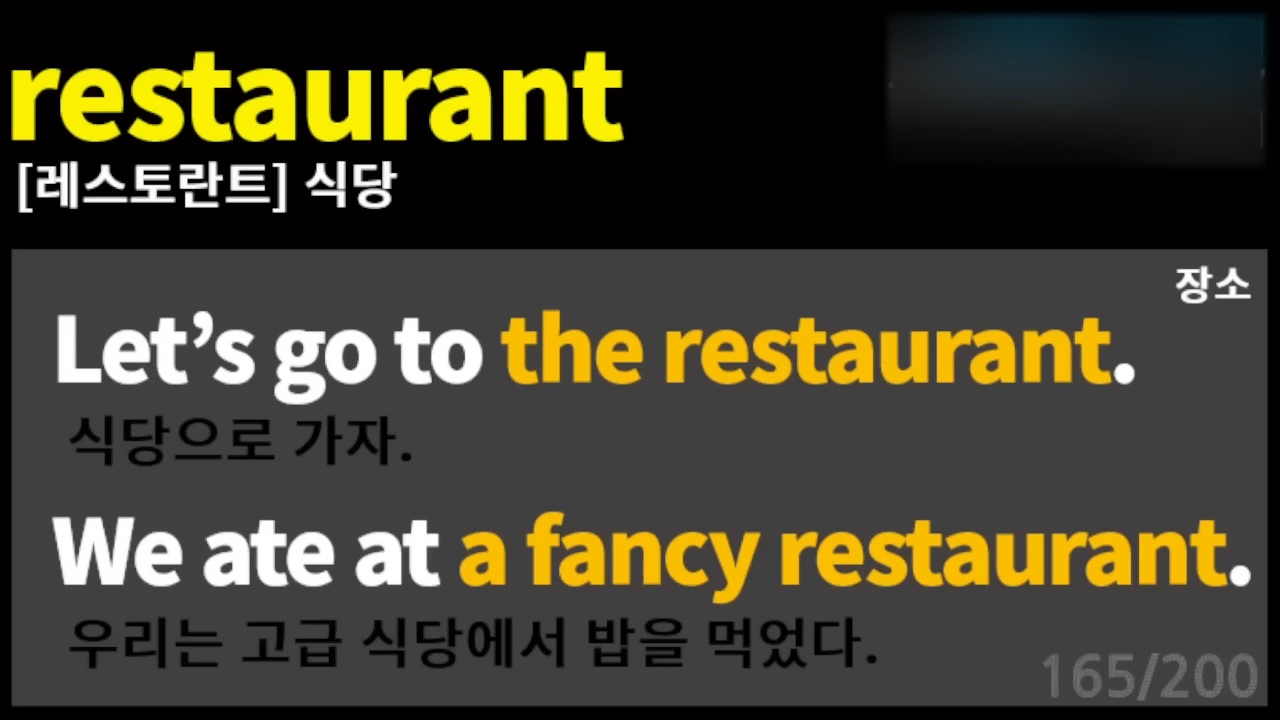 restaurant
[레스토란트] 식당
장소
Let's go to the restaurant.
식당으로 가자.
We ate at a fancy restaurant.
우리는 고급 식당에서 밥을 먹었다.
165/200